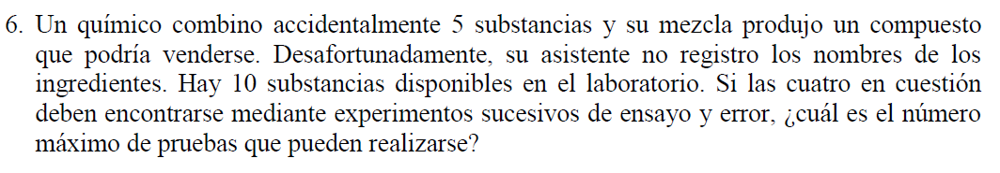 6. Un químico combino accidentalmente 5 substancias y su mezcla produjo un compuesto
que podría venderse. Desafortunadamente, su asistente no registro los nombres de los
ingredientes. Hay 10 substancias disponibles en el laboratorio. Si las cuatro en cuestión
deben encontrarse mediante experimentos sucesivos de ensayo y error, ¿cuál es el número
máximo de pruebas que pueden realizarse?